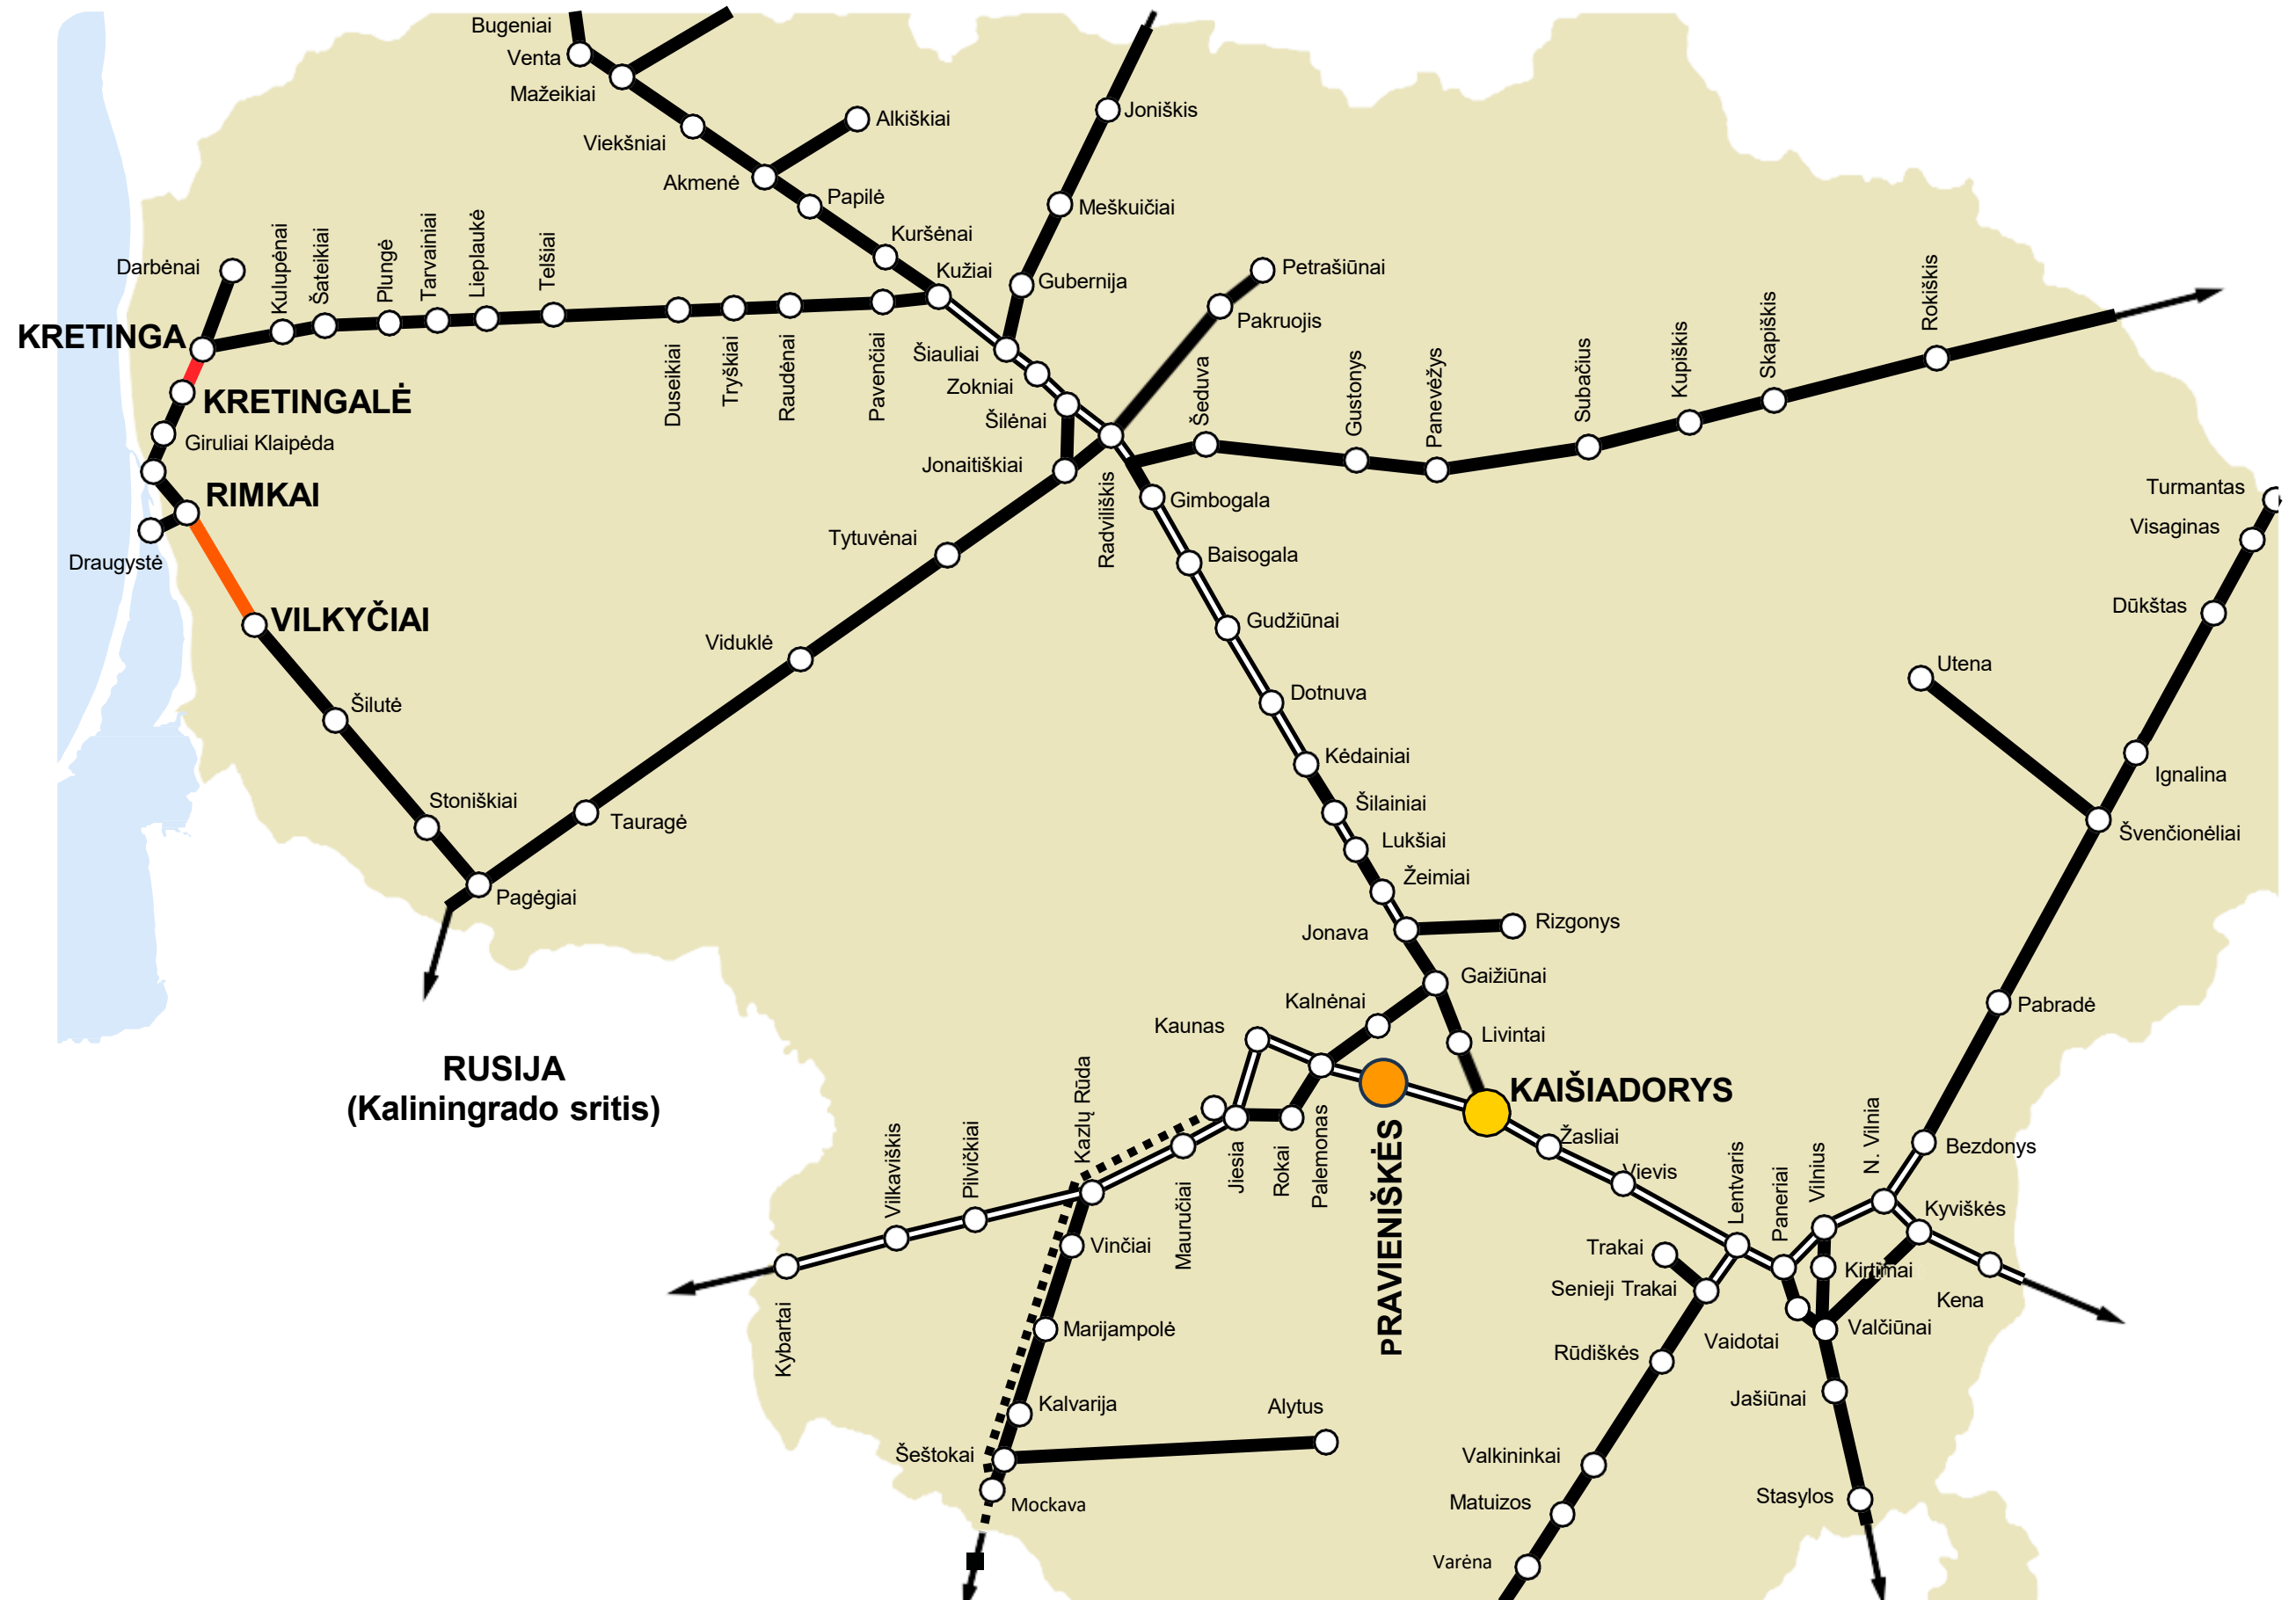 Bugeniai
Venta
Mažeikiai
Viekšniai
Alkiškiai
Akmenė
Papilė
Kuršėnai
Kužiai
Joniškis
Meškuičiai
Gubernija
Petrašiūnai
Pakruojis
Darbėnai
Kulupėnai
Šateikiai
Plungė
Tarvainiai
Lieplaukė
Telšiai
KRETINGA
KRETINGALĖ
Giruliai Klaipėda
RIMKAI
Draugystė
VILKYČIAI
Duseikiai
Tryškiai
Raudėnai
Pavenčiai
Šiauliai
Zokniai
Šilėnai
Jonaitiškiai
Radviliškis
Šeduva
Gustonys
Panevėžys
Subačius
Kupiškis
Skapiškis
Rokiškis
Gimbogala
Baisogala
Gudžiūnai
Dotnuva
Kėdainiai
Šilainiai
Lukšiai
Žeimiai
Jonava
Rizgonys
Gaižiūnai
Livintai
Kalnėnai
Tytuvėnai
Viduklė
Tauragė
Šilutė
Stoniškiai
Pagėgiai
Turmantas
Visaginas
Dūkštas
Utena
Ignalina
Švenčionėliai
Pabradė
Bezdonys
RUSIJA
(Kaliningrado sritis)
Kaunas
KAIŠIADORYS
PRAVIENIŠKĖS
Palemonas
Rokai
Jiesia
Mauručiai
Kazlų Rūda
Pilviškiai
Vilkaviškis
Kybartai
Vinčiai
Marijampolė
Kalvarija
Šeštokai
Mockava
Alytus
Žasliai
Vievis
Lentvaris
Paneriai
Vilnius
N. Vilnia
Kyviškės
Kena
Kirtimai
Trakai
Senieji Trakai
Vaidotai
Valčiūnai
Rūdiškės
Jašiūnai
Valkininkai
Matuizos
Varėna
Stasylos